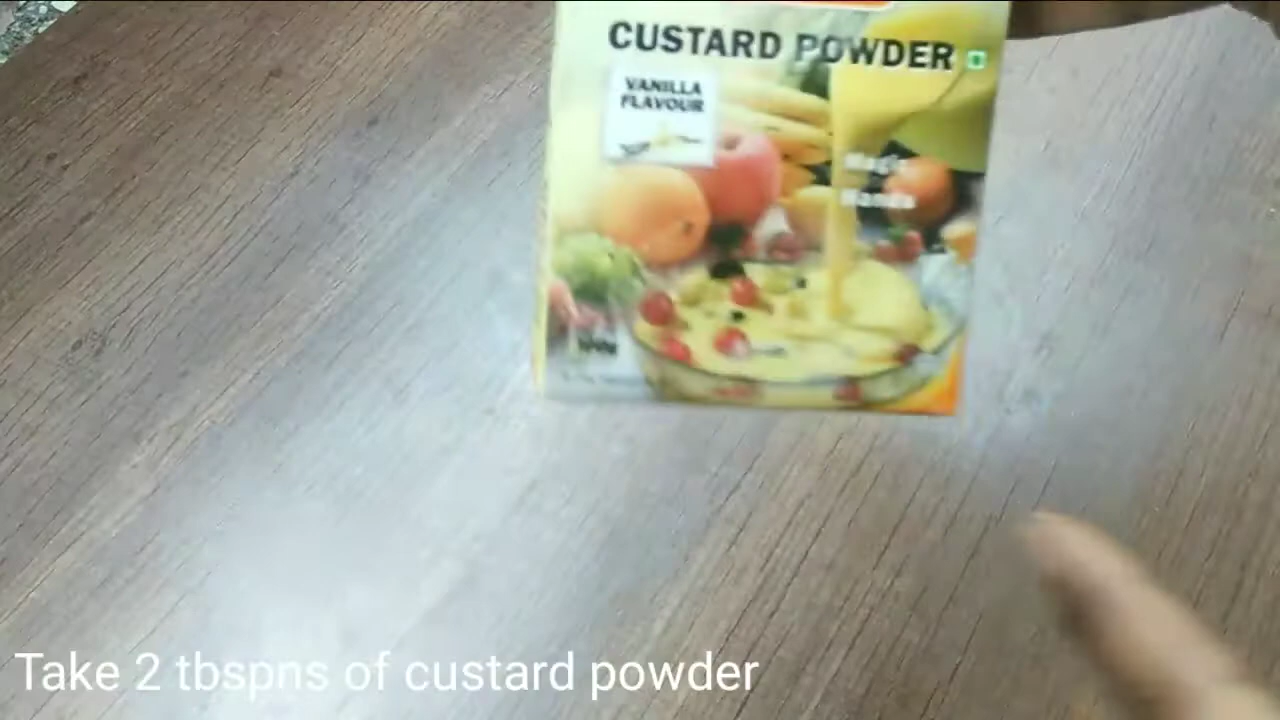 CUSTARD POWDER
VANILLA
FLAVOUR
Take 2 tbspns of custard powder